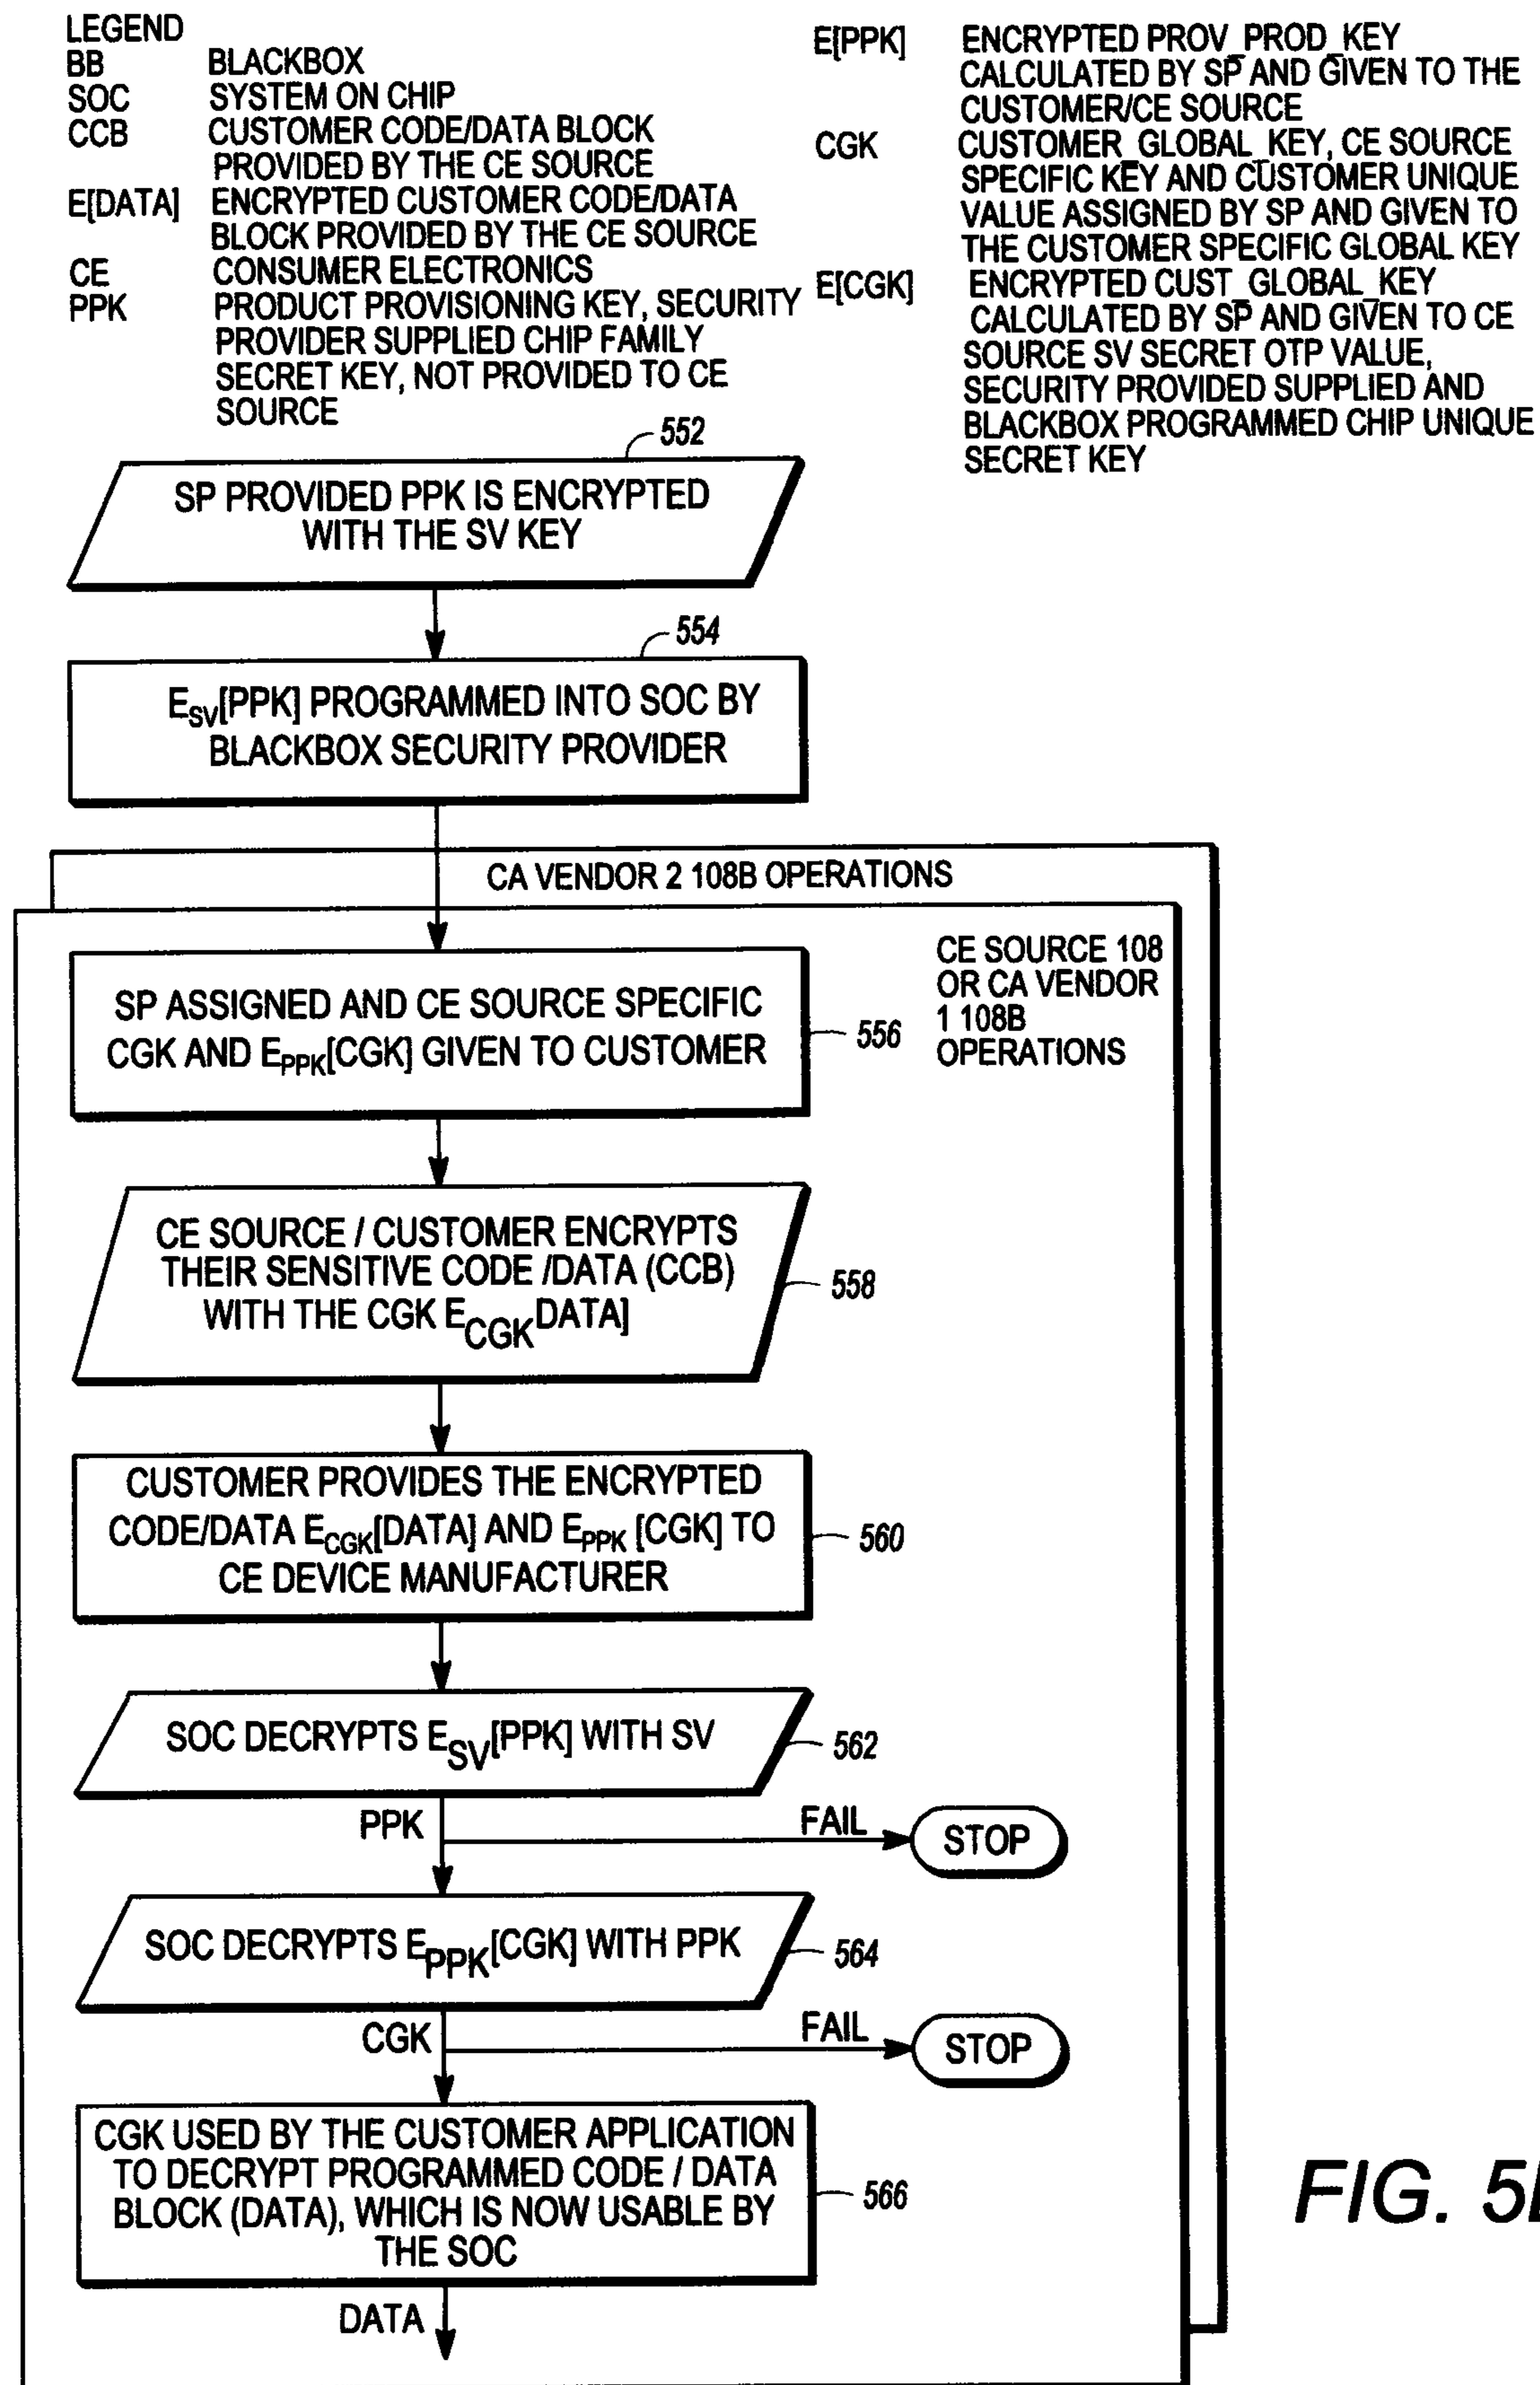 LEGEND
BB BLACKBOX
SOC SYSTEM ON CHIP
CCB CUSTOMER CODE/DATA BLOCK
PROVIDED BY THE CE SOURCE
E[DATA] ENCRYPTED CUSTOMER CODE/DATA
BLOCK PROVIDED BY THE CE SOURCE
CE CONSUMER ELECTRONICS
PPK PRODUCT PROVISIONING KEY, SECURITY
PROVIDER SUPPLIED CHIP FAMILY
SECRET KEY, NOT PROVIDED TO CE
SOURCE
E[PPK] ENCRYPTED PROV_PROD_KEY
CALCULATED BY SP AND GIVEN TO THE
CUSTOMER/CE SOURCE
CGK CUSTOMER_GLOBAL_KEY, CE SOURCE
SPECIFIC KEY AND CUSTOMER UNIQUE
VALUE ASSIGNED BY SP AND GIVEN TO
THE CUSTOMER SPECIFIC GLOBAL KEY
E[CGK] ENCRYPTED CUST_GLOBAL_KEY
CALCULATED BY SP AND GIVEN TO CE
SOURCE SV SECRET OTP VALUE,
SECURITY PROVIDED SUPPLIED AND
BLACKBOX PROGRAMMED CHIP UNIQUE
SECRET KEY
552
SP PROVIDED PPK IS ENCRYPTED
WITH THE SV KEY
554
ESV[PPK] PROGRAMMED INTO SOC BY
BLACKBOX SECURITY PROVIDER
CA VENDOR 2 108B OPERATIONS
CE SOURCE 108
OR CA VENDOR
1 108B
OPERATIONS
SP ASSIGNED AND CE SOURCE SPECIFIC
CGK AND EPPK[CGK] GIVEN TO CUSTOMER
556
CE SOURCE / CUSTOMER ENCRYPTS
THEIR SENSITIVE CODE /DATA (CCB)
WITH THE CGK ECGKDATA]
558
CUSTOMER PROVIDES THE ENCRYPTED
CODE/DATA ECGK[DATA] AND EPPK [CGK] TO
CE DEVICE MANUFACTURER
560
SOC DECRYPTS ESV[PPK] WITH SV
562
PPK
FAIL
STOP
SOC DECRYPTS EPPK[CGK] WITH PPK
564
CGK
FAIL
STOP
CGK USED BY THE CUSTOMER APPLICATION
TO DECRYPT PROGRAMMED CODE / DATA
BLOCK (DATA), WHICH IS NOW USABLE BY
THE SOC
566
DATA
FIG.